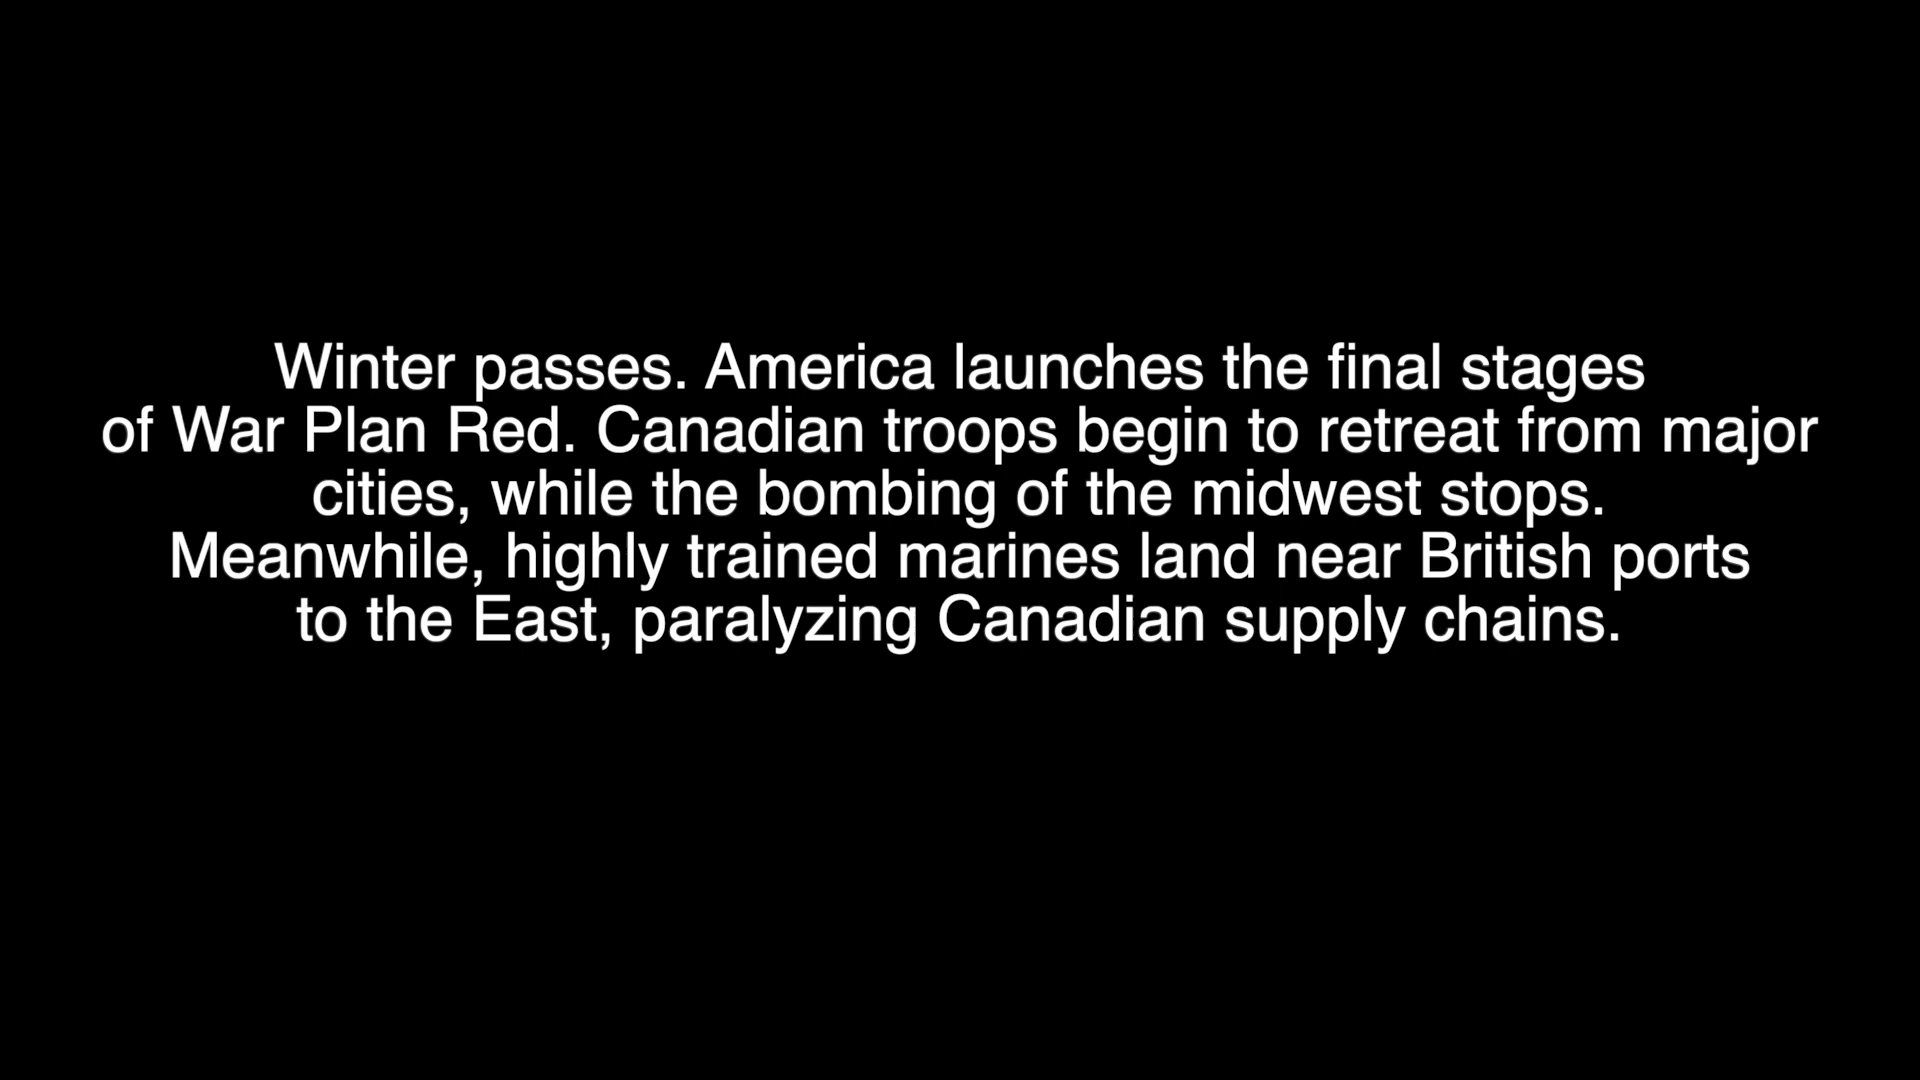 Winter passes. America launches the final stages
of War Plan Red. Canadian troops begin to retreat from major
cities, while the bombing of the midwest stops.
Meanwhile, highly trained marines land near British ports
to the East, paralyzing Canadian supply chains.